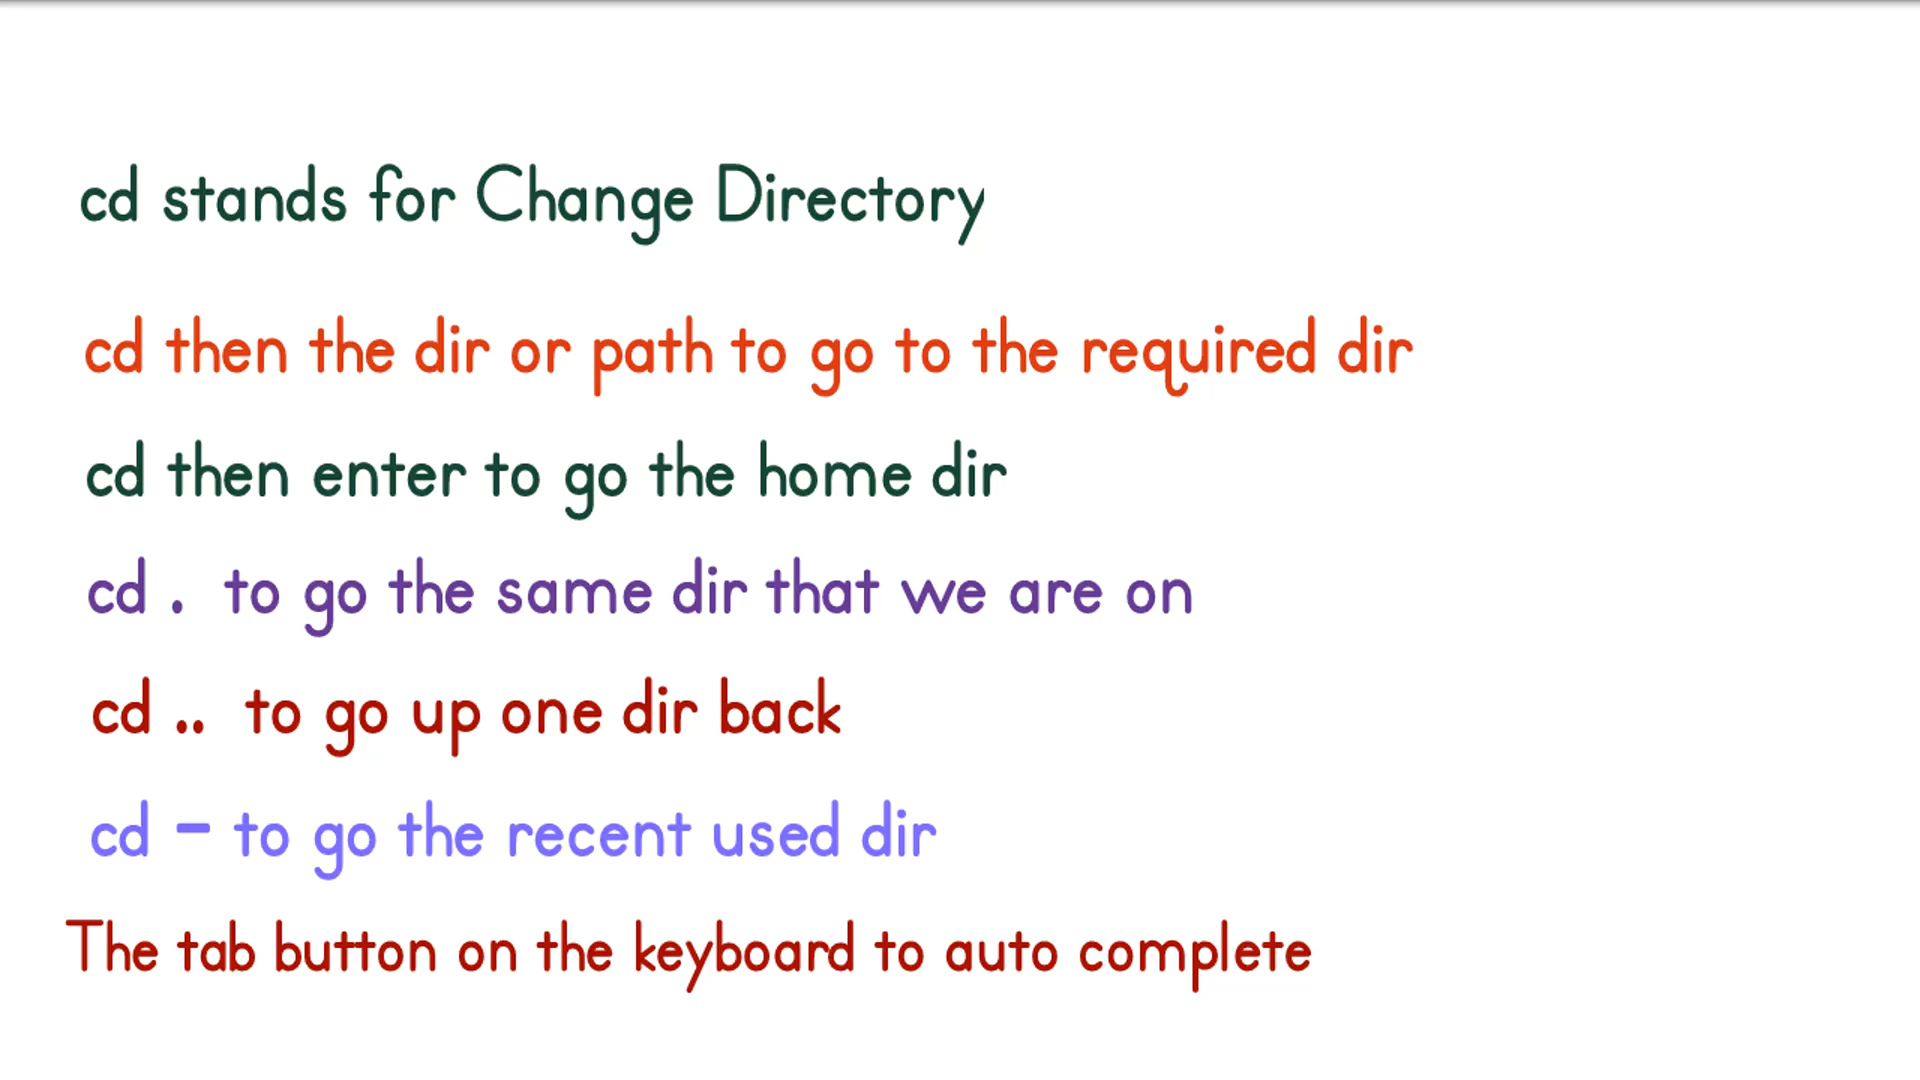 cd stands for Change Directory
cd then the dir or path to go to the required dir
cd then enter to go the home dir
cd . to go the same dir that we are on
cd .. to go up one dir back
cd - to go the recent used dir
The tab button on the keyboard to auto complete